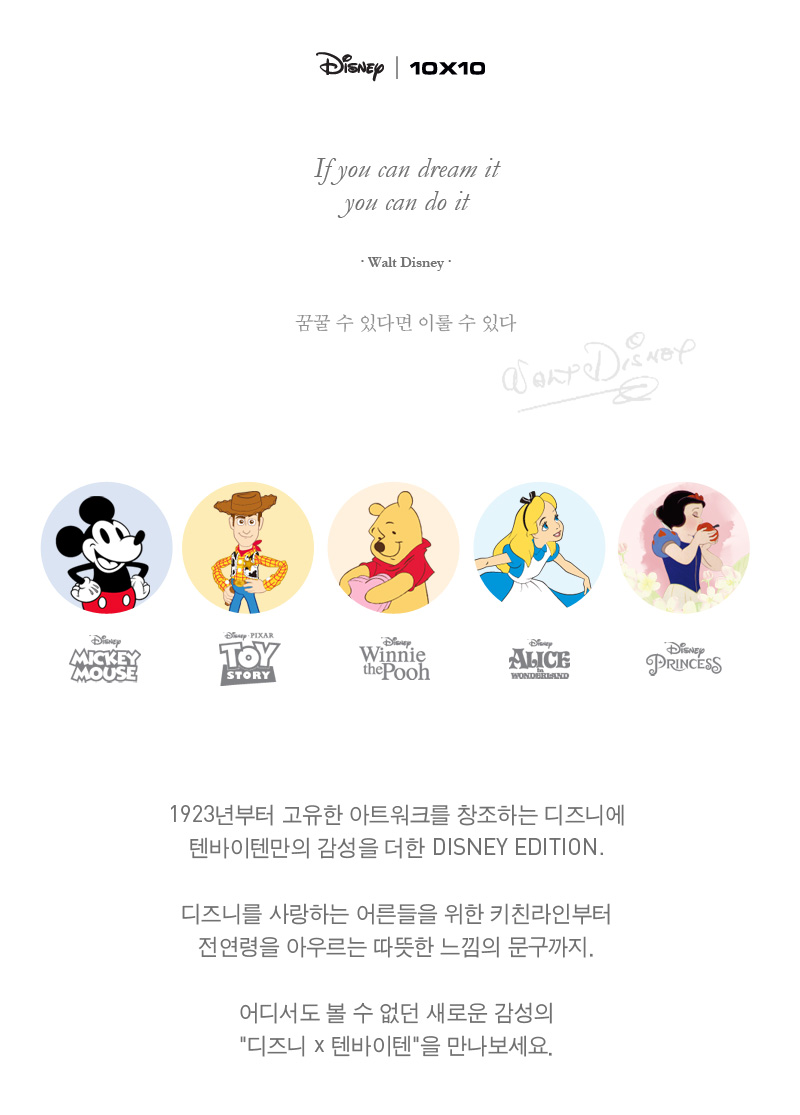 Disney | 10X10
If you can dream it
you can do it
· Walt Disney ·
꿈꿀 수 있다면 이룰 수 있다
Walt Disney
Disney
MICKEY
MOUSE
Disney · PIXAR
TOY
STORY
Disney
Winnie
the Pooh
Disney
ALICE
in
WONDERLAND
Disney
PRINCESS
1923년부터 고유한 아트워크를 창조하는 디즈니에
텐바이텐만의 감성을 더한 DISNEY EDITION.
디즈니를 사랑하는 어른들을 위한 키친라인부터
전연령을 아우르는 따뜻한 느낌의 문구까지.
어디서도 볼 수 없던 새로운 감성의
"디즈니 x 텐바이텐"을 만나보세요.